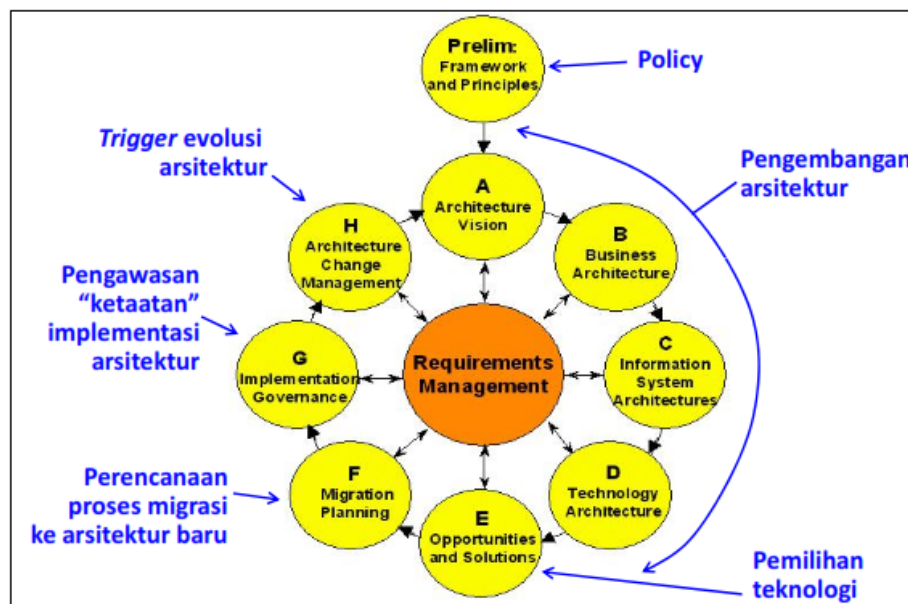 Prelim:
Framework
and Principles
Policy
Trigger evolusi
arsitektur
A
Architecture
Vision
Pengembangan
arsitektur
H
Architecture
Change
Management
B
Business
Architecture
Pengawasan
“ketaatan”
implementasi
arsitektur
Requirements
Management
C
Information
System
Architectures
G
Implementation
Governance
Perencanaan
proses migrasi
ke arsitektur baru
F
Migration
Planning
D
Technology
Architecture
E
Opportunities
and Solutions
Pemilihan
teknologi